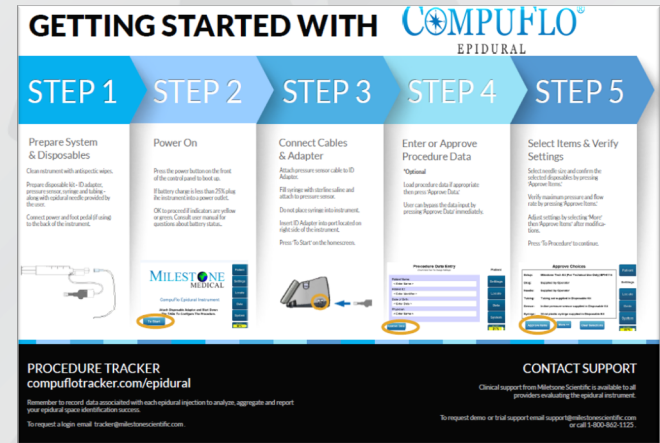 GETTING STARTED WITH COMPUFLO®
EPIDURAL
STEP 1
STEP 2
STEP 3
STEP 4
STEP 5
Prepare System
& Disposables
Clean instrument with antiseptic wipes.
Prepare disposable kit - ID adapter,
pressure sensor, syringe and tubing -
along with epidural needle provided by
the user.
Connect power and foot pedal (if using)
to the back of the instrument.
Power On
Press the power button on the front
of the control panel to boot up.
If battery charge is less than 25% plug
the instrument into a power outlet.
OK to proceed if indicators are yellow
or green. Consult user manual for
questions about battery status.
MILESTONE
MEDICAL
CompuFlo Epidural Instrument
To Start
Connect Cables
& Adapter
Attach pressure sensor cable to ID
Adapter.
Fill syringe with sterile saline and
attach to pressure sensor.
Do not place syringe into instrument.
Insert ID Adapter into port located on
right side of the instrument.
Press 'To Start' on the homescreen.
Enter or Approve
Procedure Data
*Optional
Load procedure data if appropriate
then press 'Approve Data'
User can bypass the data input by
pressing 'Approve Data' immediately.
Procedure Data Entry
Select Items & Verify
Settings
Select needle size and confirm the
selected disposables by pressing
'Approve Items.'
Verify maximum pressure and flow
rate by pressing 'Approve Items.'
Adjust settings by selecting 'More'
then 'Approve Items' after modifica-
tions.
Press 'To Procedure' to continue.
Approve Choices
PROCEDURE TRACKER
compuflotracker.com/epidural
Remember to record data associaited with each epidural injection to analyze, aggregate and report
your epidural space identification success.
To request a login email tracker@milestonescientific.com.
CONTACT SUPPORT
Clinical support from Miletsone Scientific is available to all
providers evaluating the epidural instrument.
To request demo or trial support email support@milestonescientific.com
or call 1-800-862-1125.